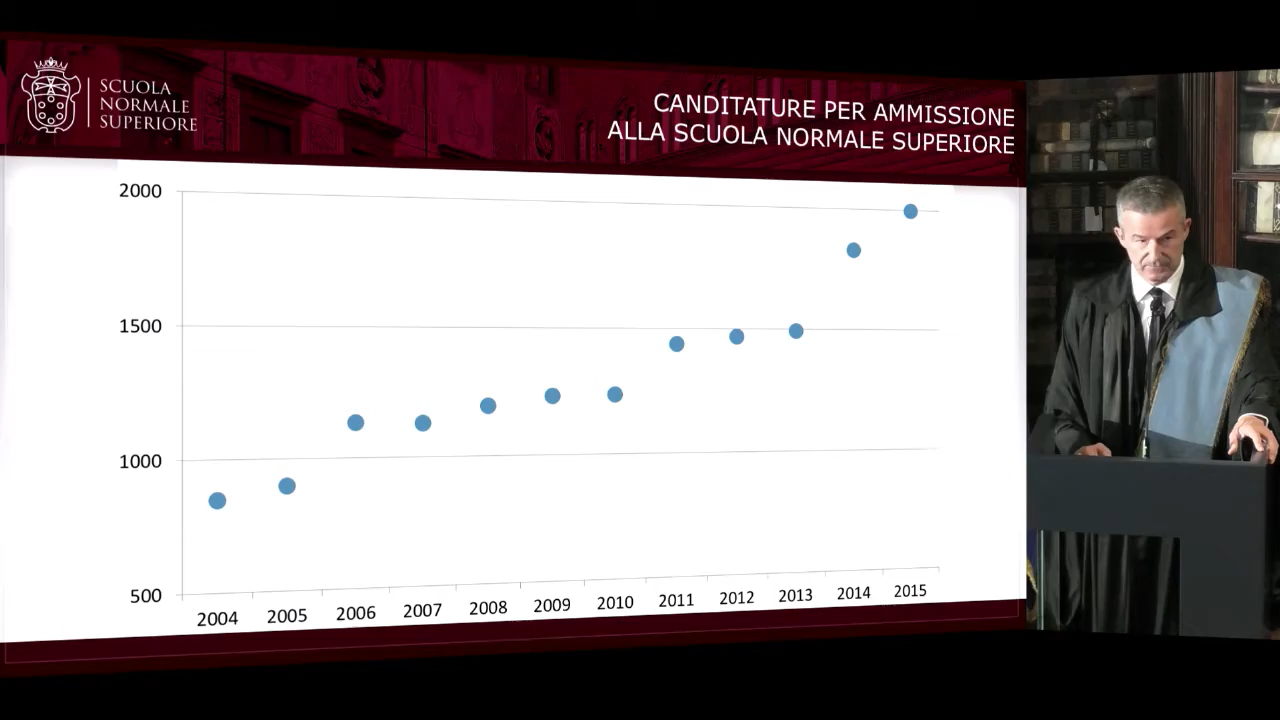 SCUOLA
NORMALE
SUPERIORE
CANDITATURE PER AMMISSIONE
ALLA SCUOLA NORMALE SUPERIORE
2000
1500
1000
500
2004 2005 2006 2007 2008 2009 2010 2011 2012 2013 2014 2015